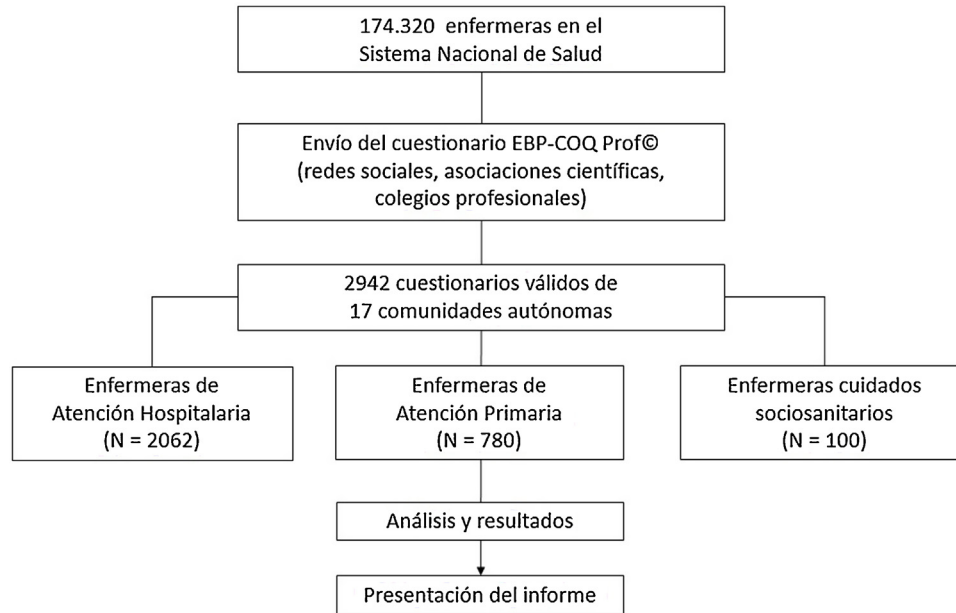 174.320 enfermeras en el
Sistema Nacional de Salud
Envío del cuestionario EBP-COQ Prof©
(redes sociales, asociaciones científicas,
colegios profesionales)
2942 cuestionarios válidos de
17 comunidades autónomas
Enfermeras de
Atención Hospitalaria
(N = 2062)
Enfermeras de
Atención Primaria
(N = 780)
Enfermeras cuidados
sociosanitarios
(N = 100)
Análisis y resultados
Presentación del informe